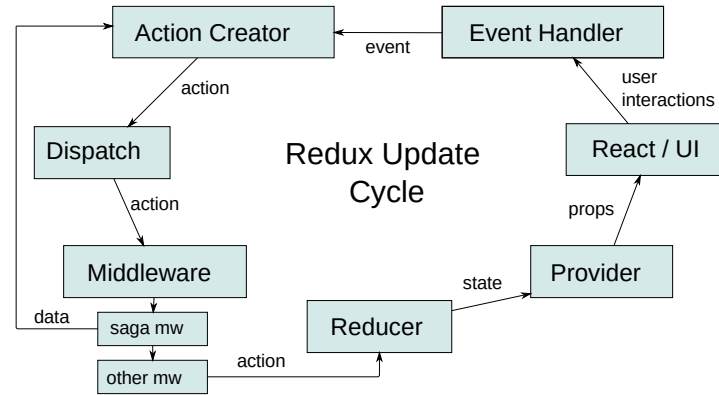 Action Creator
Event Handler
event
action
user
interactions
Dispatch
Redux Update
Cycle
React / UI
action
props
Middleware
Provider
state
data
saga mw
Reducer
action
other mw